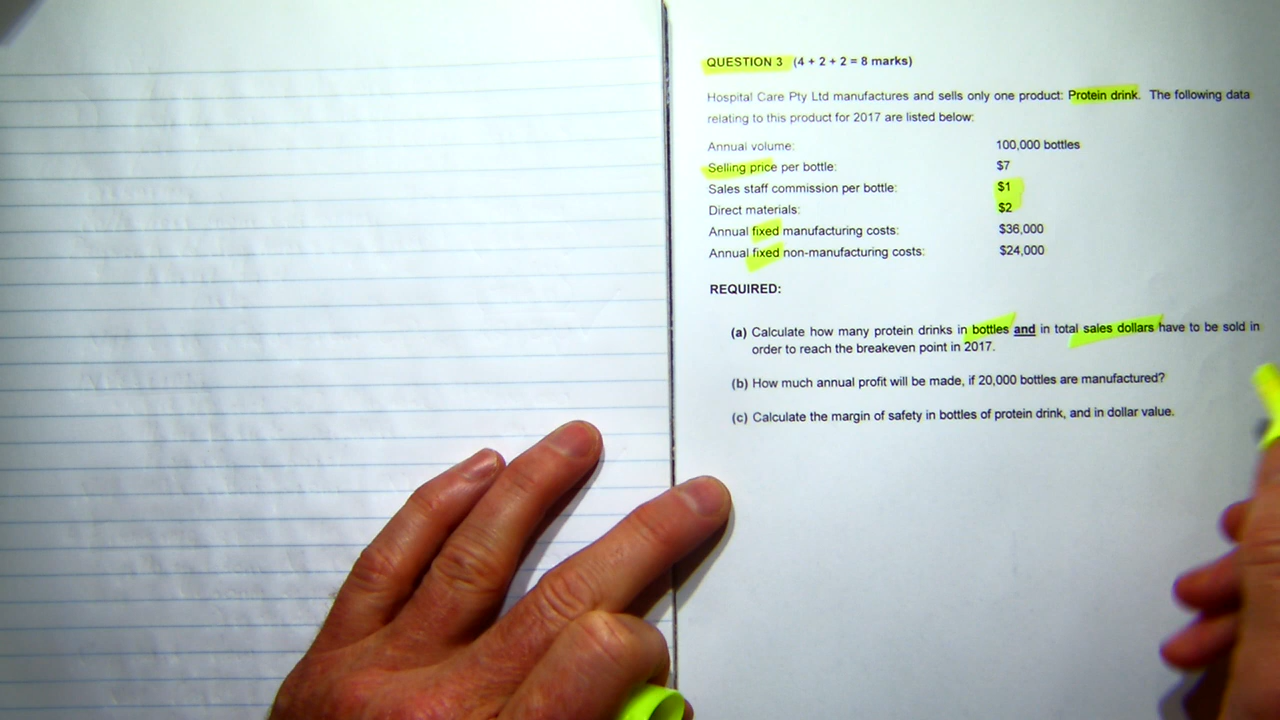 QUESTION 3 (4 + 2 + 2 = 8 marks)
Hospital Care Pty Ltd manufactures and sells only one product: Protein drink. The following data
relating to this product for 2017 are listed below:
Annual volume: 100,000 bottles
Selling price per bottle: $7
Sales staff commission per bottle: $1
Direct materials: $2
Annual fixed manufacturing costs: $36,000
Annual fixed non-manufacturing costs: $24,000
REQUIRED:
(a) Calculate how many protein drinks in bottles and in total sales dollars have to be sold in
order to reach the breakeven point in 2017.
(b) How much annual profit will be made, if 20,000 bottles are manufactured?
(c) Calculate the margin of safety in bottles of protein drink, and in dollar value.